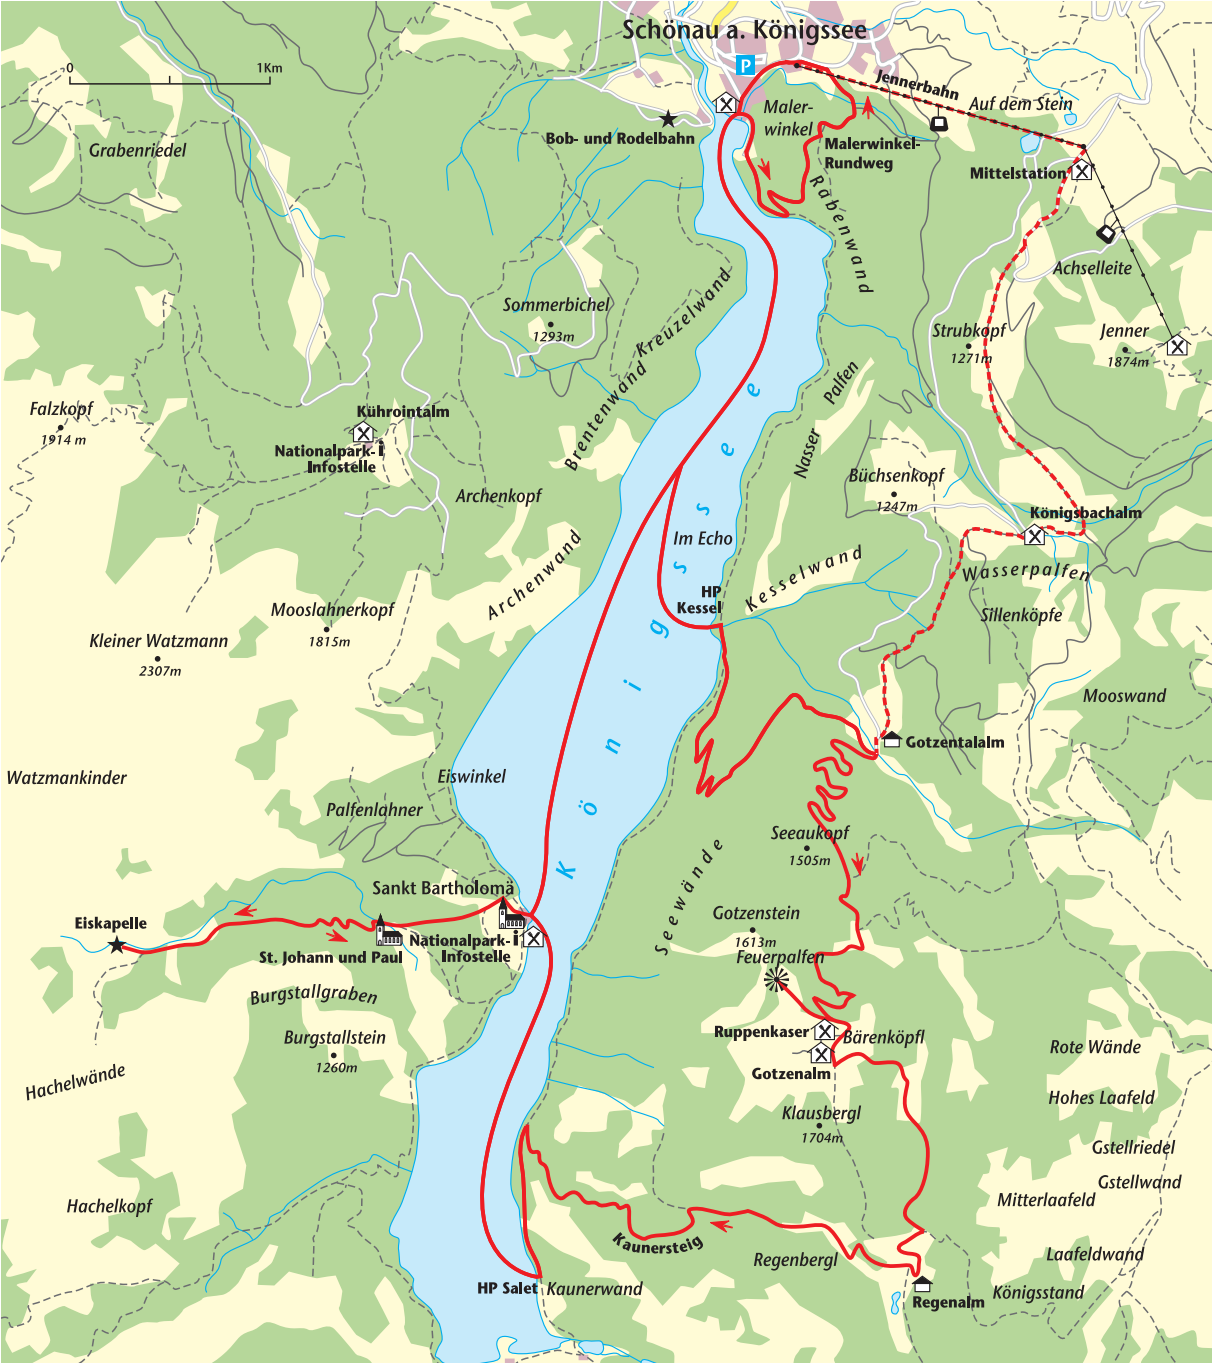 Schönau a. Königssee
0
1Km
P
Jennerbahn
Auf dem Stein
Maler-
winkel
Bob- und Rodelbahn
Malerwinkel-
Rundweg
Grabenriedel
Mittelstation
Rabenwand
Achselleite
Kreuzelwand
Sommerbichel
1293m
Strubkopf
1271m
Jenner
1874m
Brentenwand
Palfen
Nasser
Falzkopf
1914 m
Kührointalm
Nationalpark-i
Infostelle
Archenkopf
Büchsenkopf
1247m
Königsbachalm
Im Echo
Archenwand
Kesselwand
Wasserpalfen
HP
Kessel
Sillenköpfe
Mooslahnerkopf
1815m
Kleiner Watzmann
2307m
Königssee
Mooswand
Gotzentalalm
Watzmankinder
Eiswinkel
Palfenlahner
Seeaukopf
1505m
Seewände
Sankt Bartholomä
Eiskapelle
Gotzenstein
1613m
Nationalpark-i
Infostelle
St. Johann und Paul
Feuerpalfen
Burgstallgraben
Ruppenkaser
Bärenköpfl
Burgstallstein
1260m
Rote Wände
Gotzenalm
Hachelwände
Hohes Laafeld
Klausbergl
1704m
Gstellriedel
Gstellwand
Hachelkopf
Mitterlaafeld
Kaunersteig
Regenbergl
Laafeldwand
HP Salet
Kaunerwand
Königsstand
Regenalm